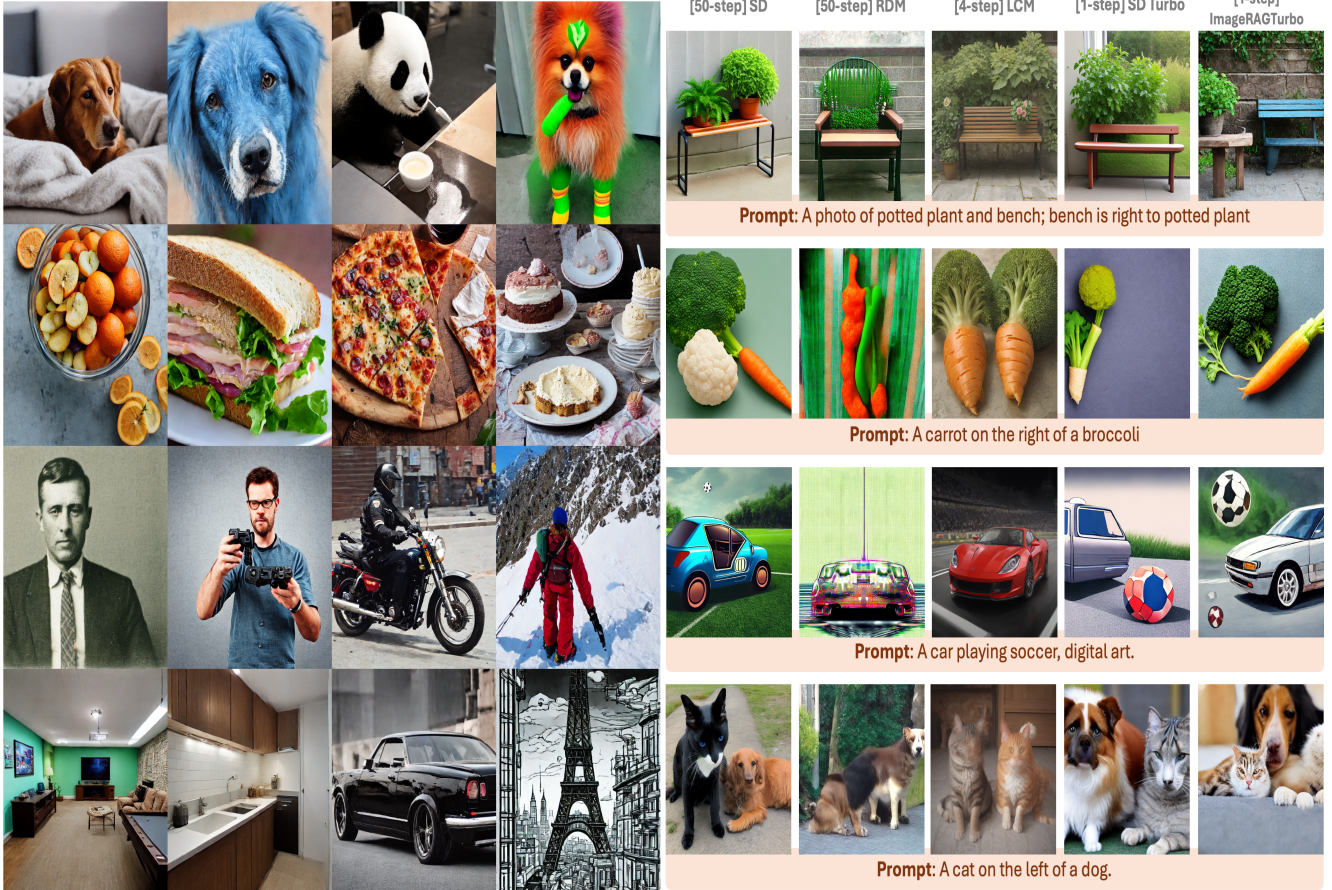 [50-step] SD [50-step] RDM [4-step] LCM [1-step] SD Turbo [1-step]
ImageRAGTurbo
Prompt: A photo of potted plant and bench; bench is right to potted plant
Prompt: A carrot on the right of a broccoli
Prompt: A car playing soccer, digital art.
Prompt: A cat on the left of a dog.